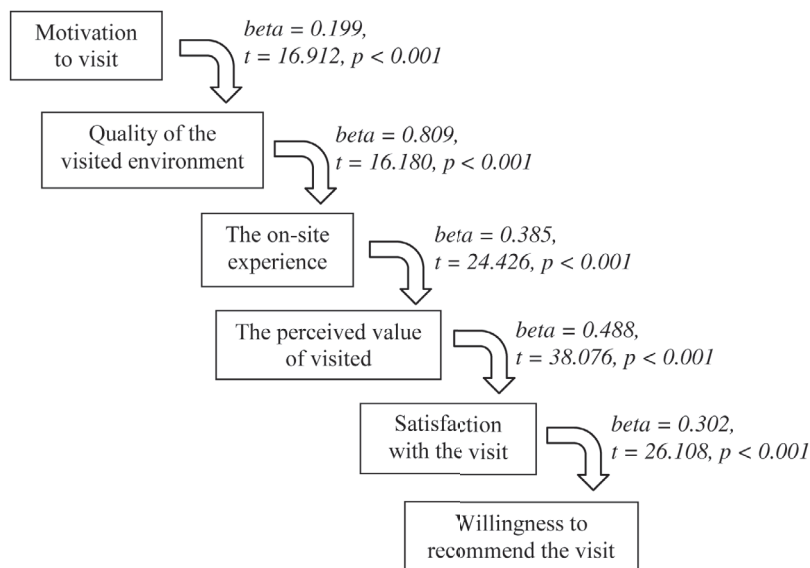 Motivation
to visit
beta = 0.199,
t = 16.912, p < 0.001
Quality of the
visited environment
beta = 0.809,
t = 16.180, p < 0.001
The on-site
experience
beta = 0.385,
t = 24.426, p < 0.001
The perceived value
of visited
beta = 0.488,
t = 38.076, p < 0.001
Satisfaction
with the visit
beta = 0.302,
t = 26.108, p < 0.001
Willingness to
recommend the visit